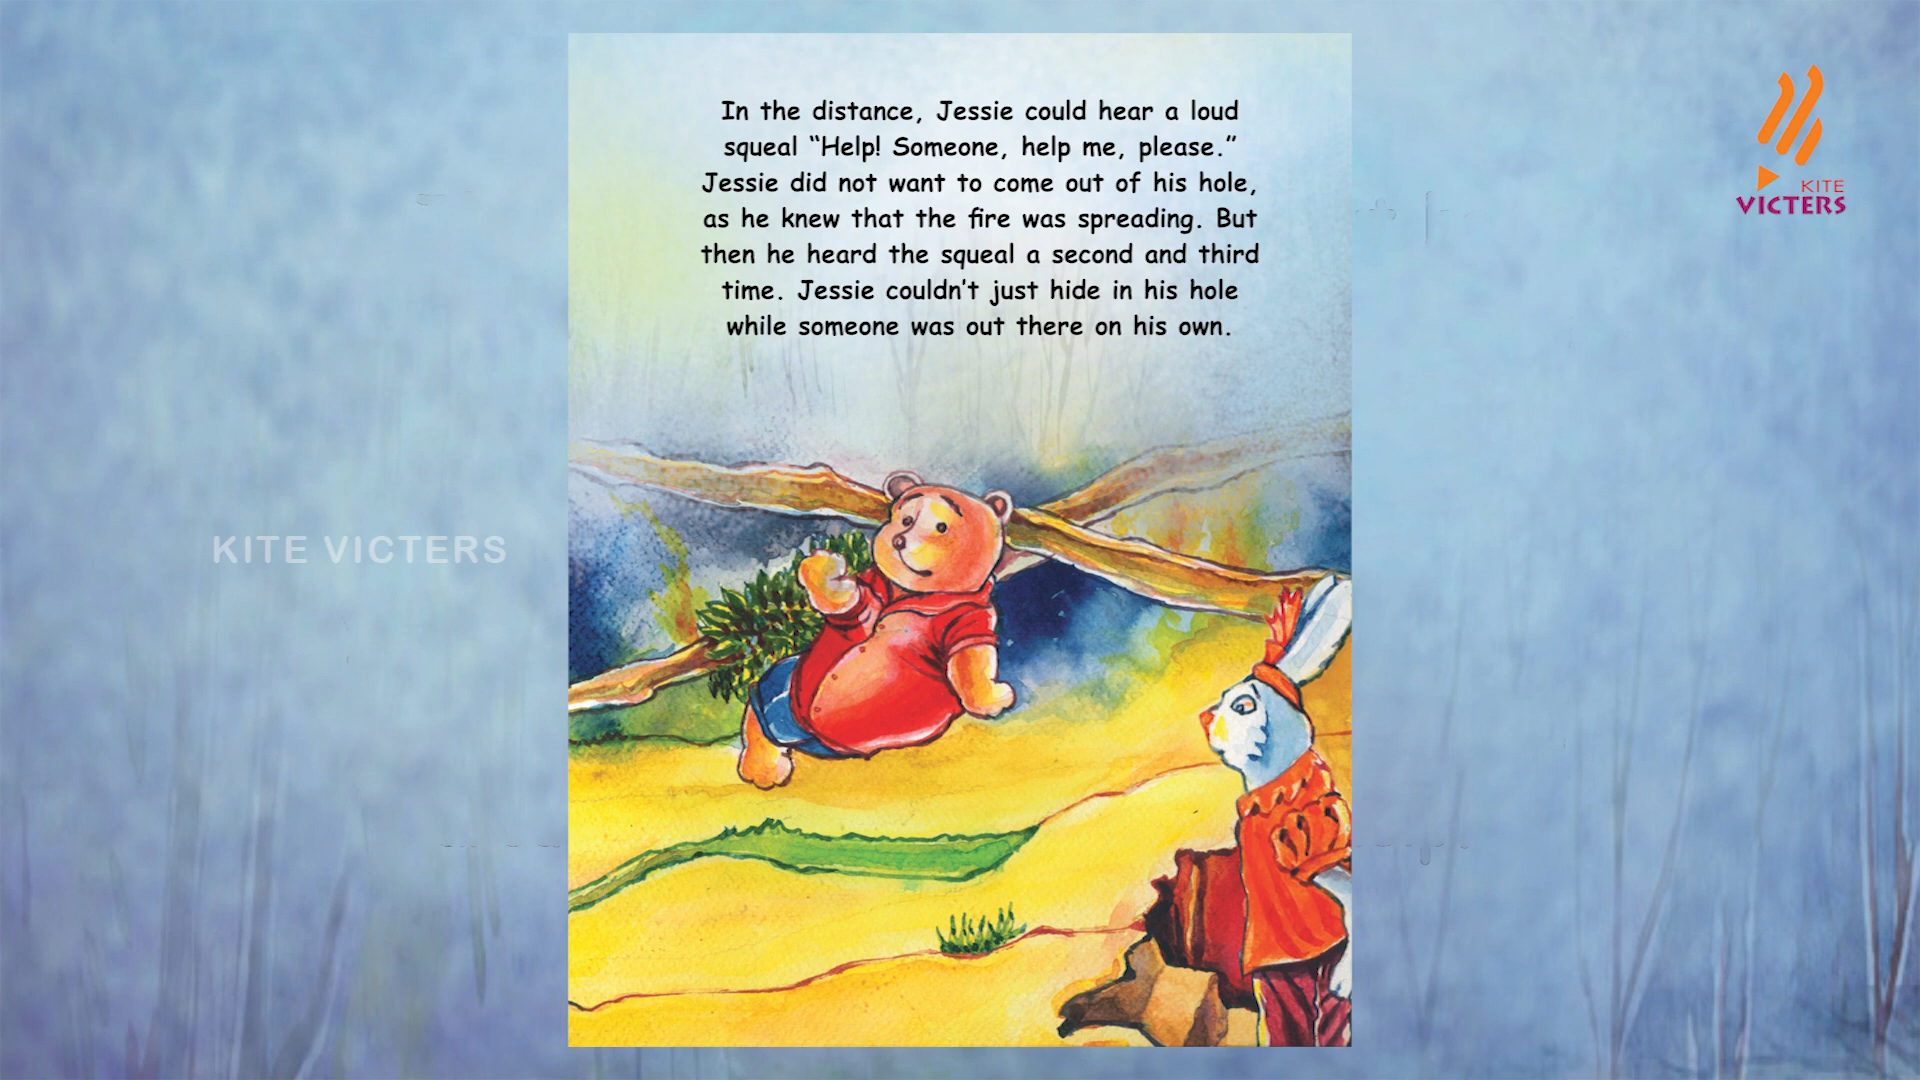 In the distance, Jessie could hear a loud
squeal “Help! Someone, help me, please.”
Jessie did not want to come out of his hole,
as he knew that the fire was spreading. But
then he heard the squeal a second and third
time. Jessie couldn’t just hide in his hole
while someone was out there on his own.
KITE
VICTERS
KITE VICTERS